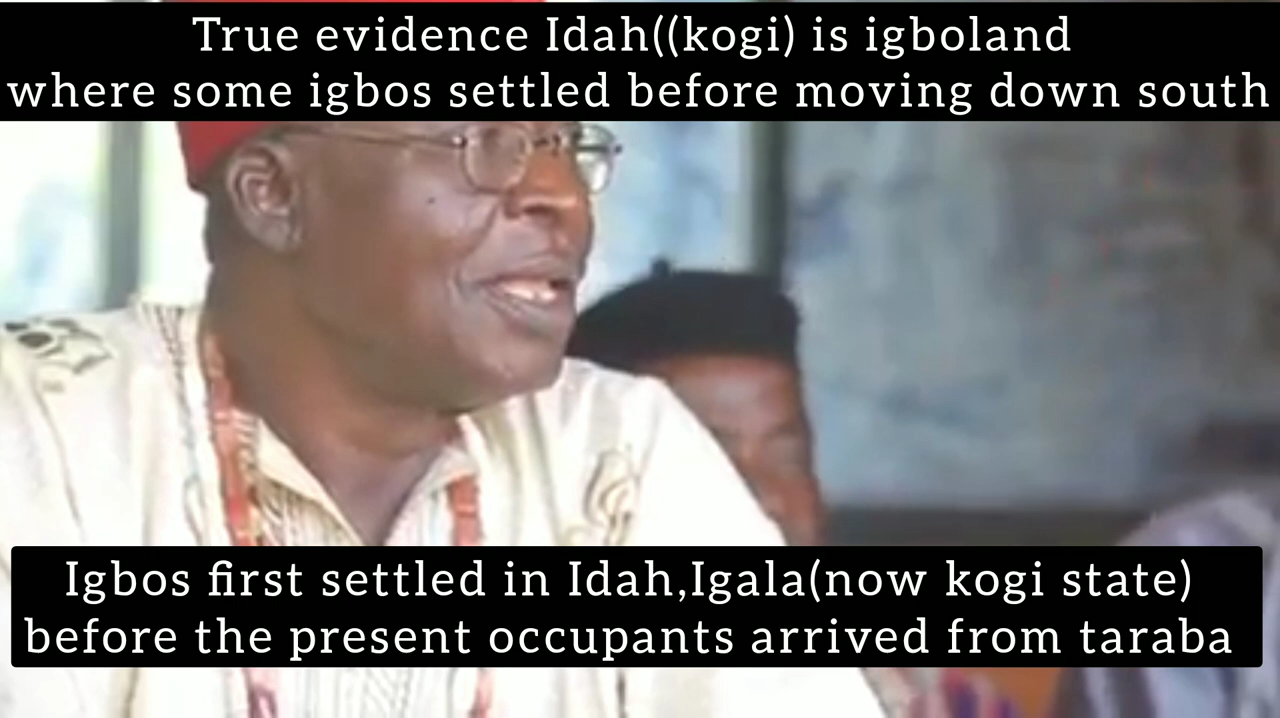 True evidence Idah((kogi) is igboland
where some igbos settled before moving down south
Igbos first settled in Idah,Igala(now kogi state)
before the present occupants arrived from taraba